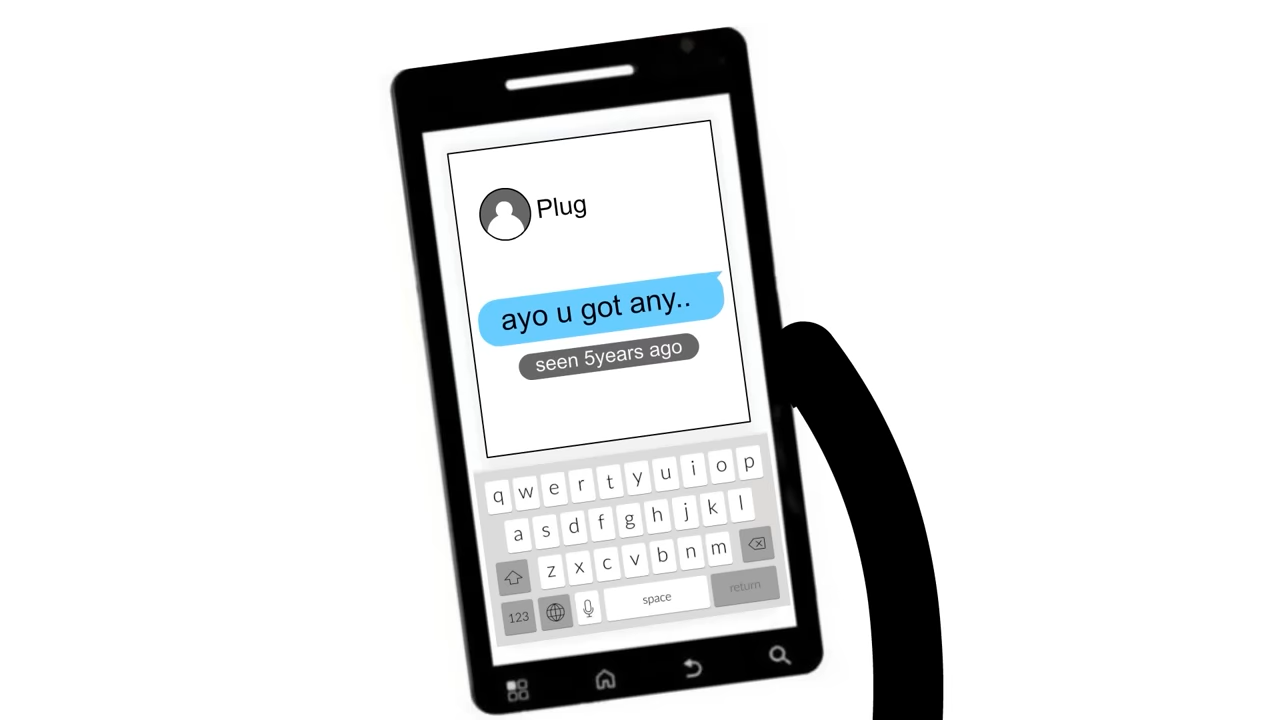 Plug
ayo u got any..
seen 5years ago
q w e r t y u i o p
a s d f g h j k l
z x c v b n m
123 space return